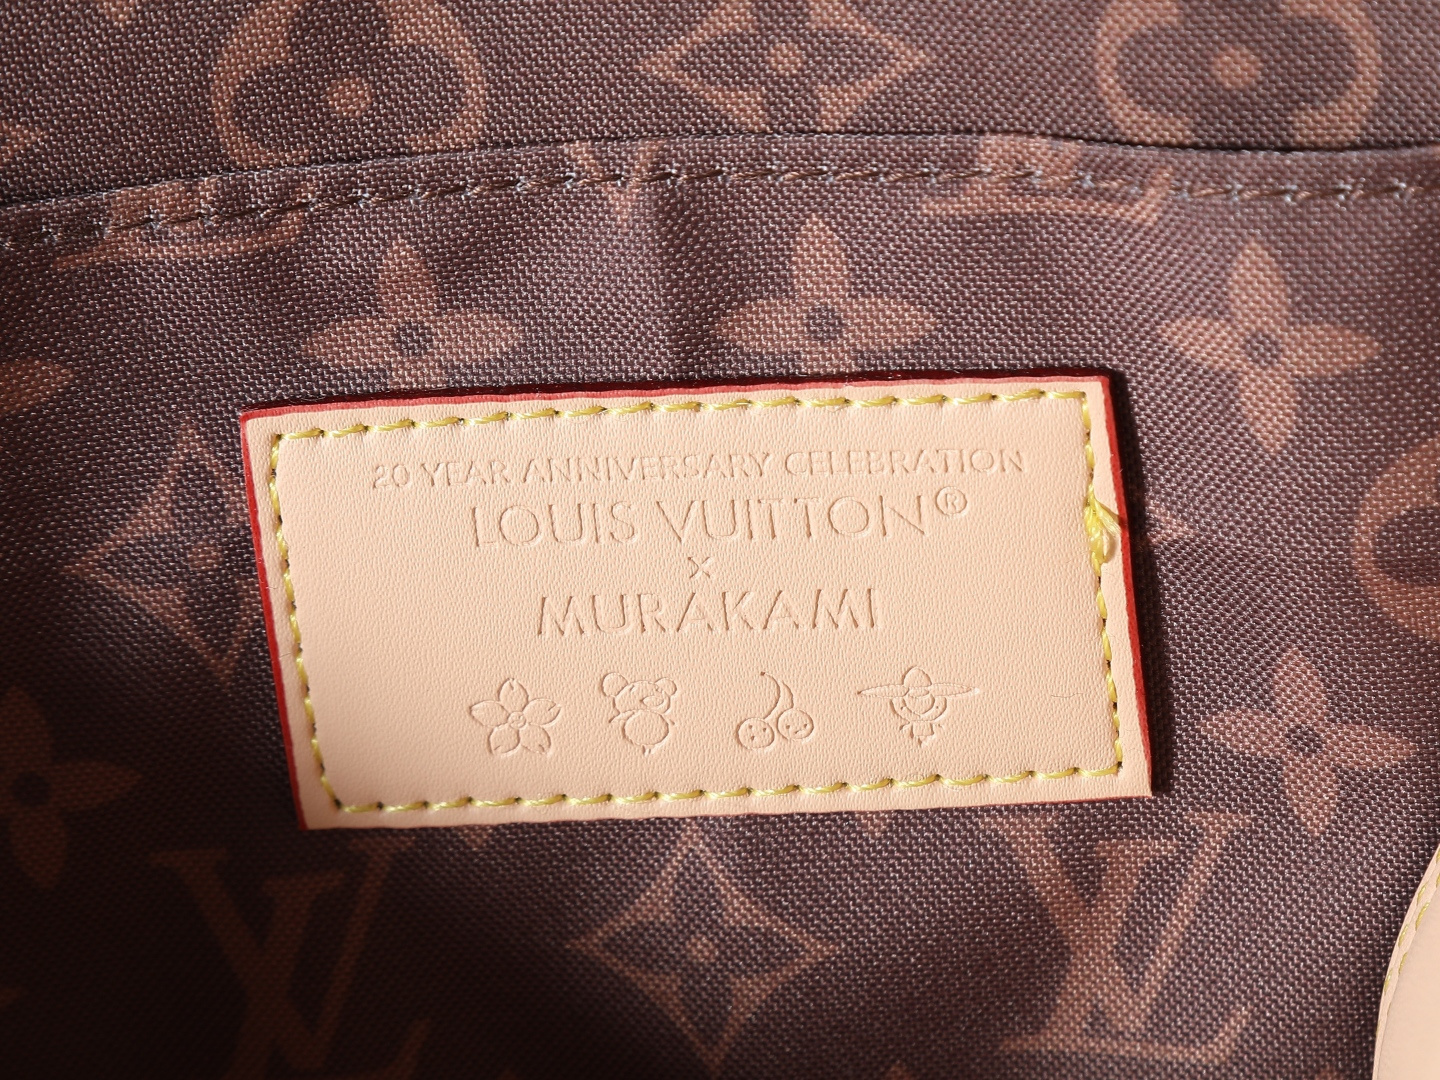 20 YEAR ANNIVERSARY CELEBRATION
LOUIS VUITTON®
x
MURAKAMI